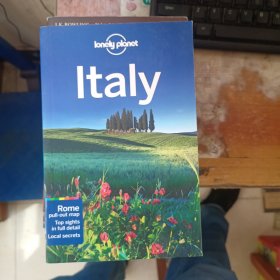 lonely planet
Italy
Rome
pull-out map
Top sights
in full detail
Local secrets